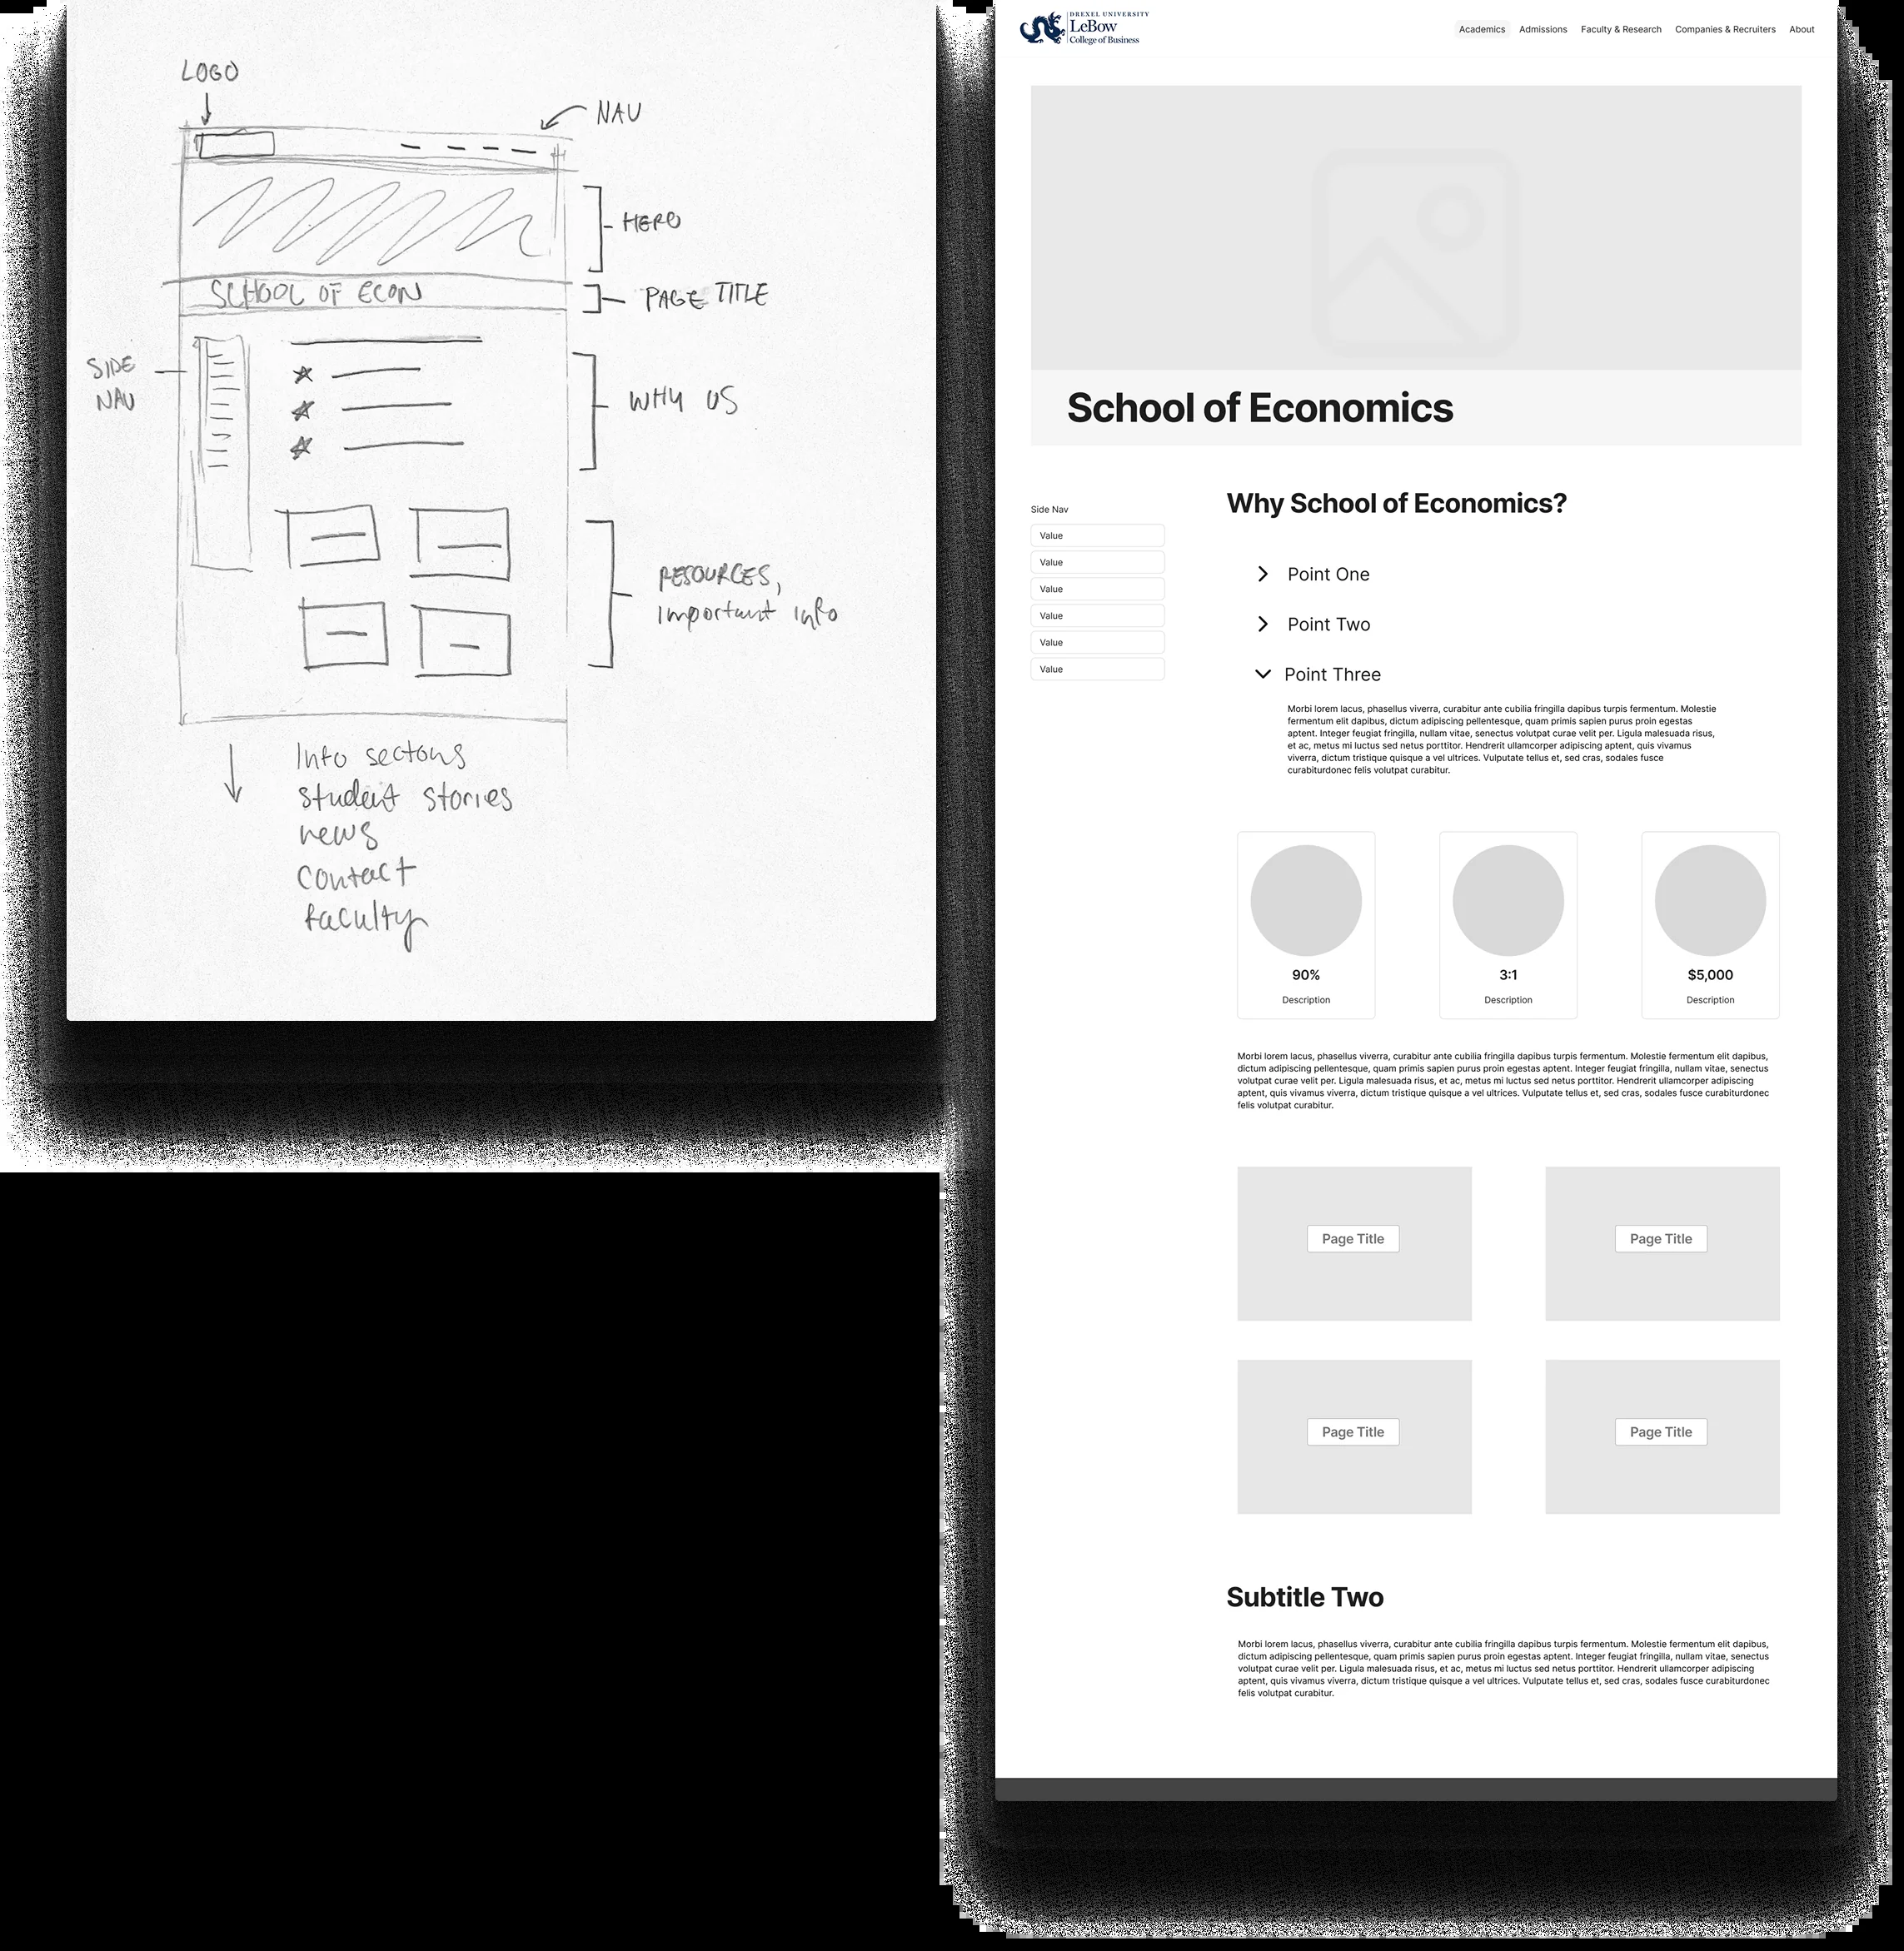 LOGO
NAV
HERO
SCHOOL OF ECON
PAGE TITLE
SIDE
NAV
WHY US
RESOURCES,
important info
Into sectons
student stories
news
contact
faculty
DREXEL UNIVERSITY
LeBow
College of Business
Academics
Admissions
Faculty & Research
Companies & Recruiters
About
School of Economics
Side Nav
Value
Value
Value
Value
Value
Value
Why School of Economics?
Point One
Point Two
Point Three
Morbi lorem lacus, phasellus viverra, curabitur ante cubilia fringilla dapibus turpis fermentum. Molestie
fermentum elit dapibus, dictum adipiscing pellentesque, quam primis sapien purus proin egestas
aptent. Integer feugiat fringilla, nullam vitae, senectus volutpat curae velit per. Ligula malesuada risus,
et ac, metus mi luctus sed netus porttitor. Hendrerit ullamcorper adipiscing aptent, quis vivamus
viverra, dictum tristique quisque a vel ultrices. Vulputate tellus et, sed cras, sodales fusce
curabiturdonec felis volutpat curabitur.
90%
Description
3:1
Description
$5,000
Description
Morbi lorem lacus, phasellus viverra, curabitur ante cubilia fringilla dapibus turpis fermentum. Molestie fermentum elit dapibus,
dictum adipiscing pellentesque, quam primis sapien purus proin egestas aptent. Integer feugiat fringilla, nullam vitae, senectus
volutpat curae velit per. Ligula malesuada risus, et ac, metus mi luctus sed netus porttitor. Hendrerit ullamcorper adipiscing
aptent, quis vivamus viverra, dictum tristique quisque a vel ultrices. Vulputate tellus et, sed cras, sodales fusce curabiturdonec
felis volutpat curabitur.
Page Title
Page Title
Page Title
Page Title
Subtitle Two
Morbi lorem lacus, phasellus viverra, curabitur ante cubilia fringilla dapibus turpis fermentum. Molestie fermentum elit dapibus,
dictum adipiscing pellentesque, quam primis sapien purus proin egestas aptent. Integer feugiat fringilla, nullam vitae, senectus
volutpat curae velit per. Ligula malesuada risus, et ac, metus mi luctus sed netus porttitor. Hendrerit ullamcorper adipiscing
aptent, quis vivamus viverra, dictum tristique quisque a vel ultrices. Vulputate tellus et, sed cras, sodales fusce curabiturdonec
felis volutpat curabitur.